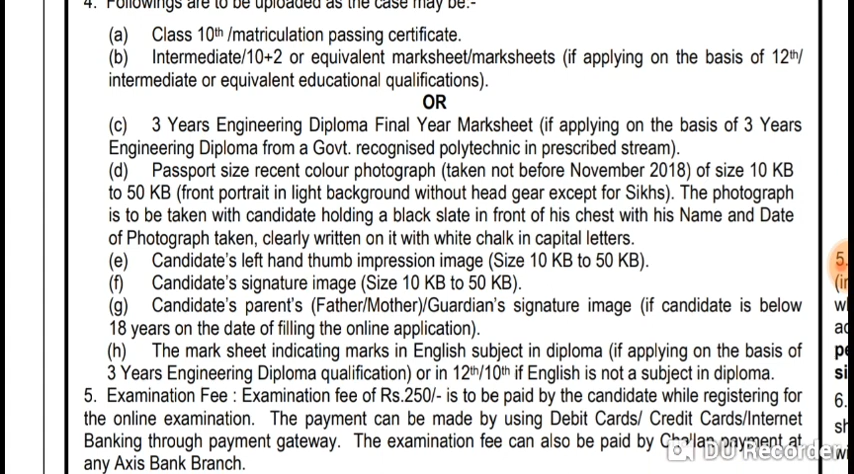 4. Followings are to be uploaded as the case may be:-
(a) Class 10th /matriculation passing certificate.
(b) Intermediate/10+2 or equivalent marksheet/marksheets (if applying on the basis of 12th/
intermediate or equivalent educational qualifications).
OR
(c) 3 Years Engineering Diploma Final Year Marksheet (if applying on the basis of 3 Years
Engineering Diploma from a Govt. recognised polytechnic in prescribed stream).
(d) Passport size recent colour photograph (taken not before November 2018) of size 10 KB
to 50 KB (front portrait in light background without head gear except for Sikhs). The photograph
is to be taken with candidate holding a black slate in front of his chest with his Name and Date
of Photograph taken, clearly written on it with white chalk in capital letters.
(e) Candidate's left hand thumb impression image (Size 10 KB to 50 KB).
(f) Candidate's signature image (Size 10 KB to 50 KB).
(g) Candidate's parent's (Father/Mother)/Guardian's signature image (if candidate is below
18 years on the date of filling the online application).
(h) The mark sheet indicating marks in English subject in diploma (if applying on the basis of
3 Years Engineering Diploma qualification) or in 12th/10th if English is not a subject in diploma.
5. Examination Fee : Examination fee of Rs.250/- is to be paid by the candidate while registering for
the online examination. The payment can be made by using Debit Cards/ Credit Cards/Internet
Banking through payment gateway. The examination fee can also be paid by Challan payment at
any Axis Bank Branch.
5.
6.
DU Recorder